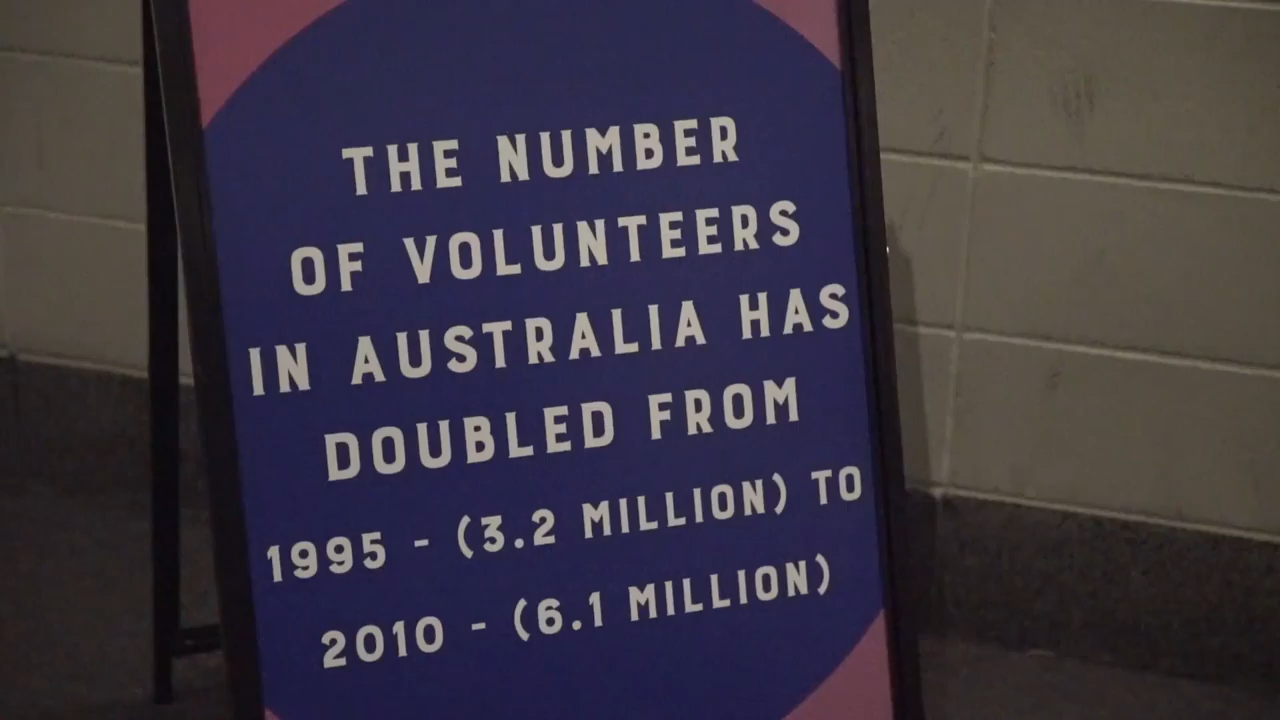 THE NUMBER
OF VOLUNTEERS
IN AUSTRALIA HAS
DOUBLED FROM
1995 - (3.2 MILLION) TO
2010 - (6.1 MILLION)